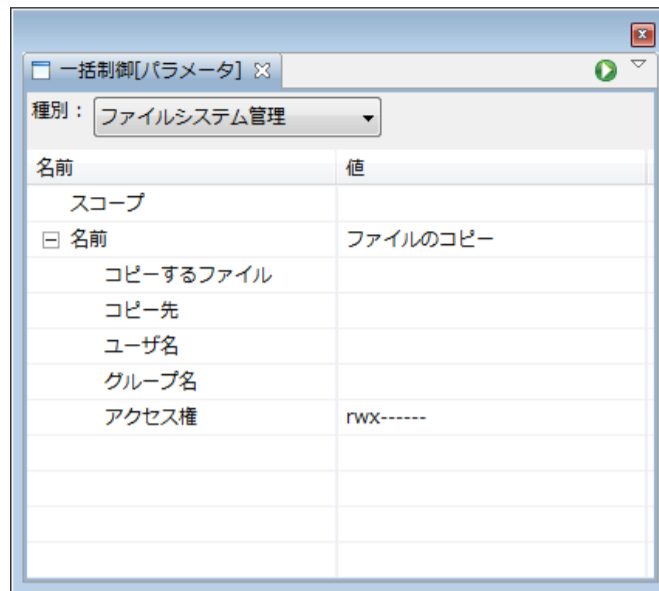 一括制御[パラメータ]
種別： ファイルシステム管理
名前 値
スコープ
名前 ファイルのコピー
コピーするファイル
コピー先
ユーザ名
グループ名
アクセス権 rwx------